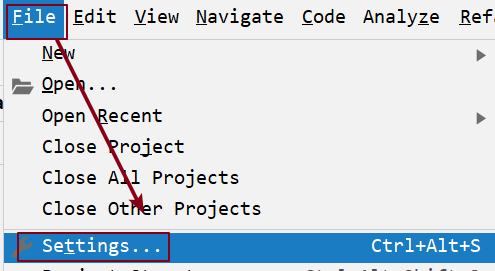 File Edit View Navigate Code Analyze
New
Open...
Open Recent
Close Project
Close All Projects
Close Other Projects
Settings... Ctrl+Alt+S